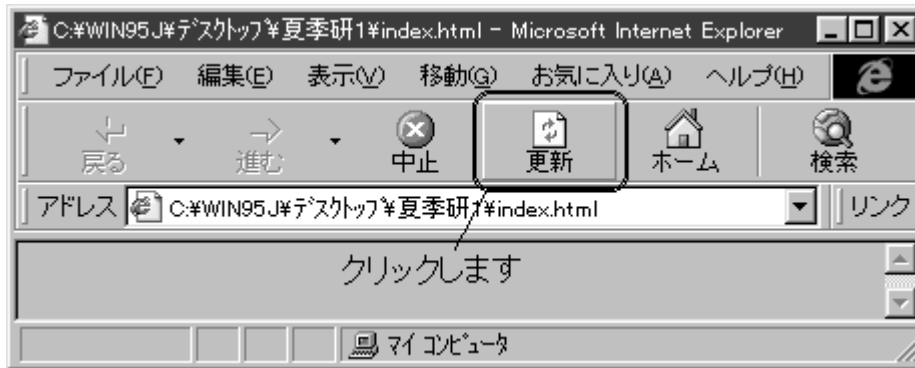 C:¥WIN95J¥ﾃﾞｽｸﾄｯﾌﾟ¥夏季研1¥index.html - Microsoft Internet Explorer
ファイル(F) 編集(E) 表示(V) 移動(G) お気に入り(A) ヘルプ(H)
戻る 進む 中止 更新 ホーム 検索
アドレス C:¥WIN95J¥ﾃﾞｽｸﾄｯﾌﾟ¥夏季研1¥index.html リンク
クリックします
ﾏｲ ｺﾝﾋﾟｭｰﾀ